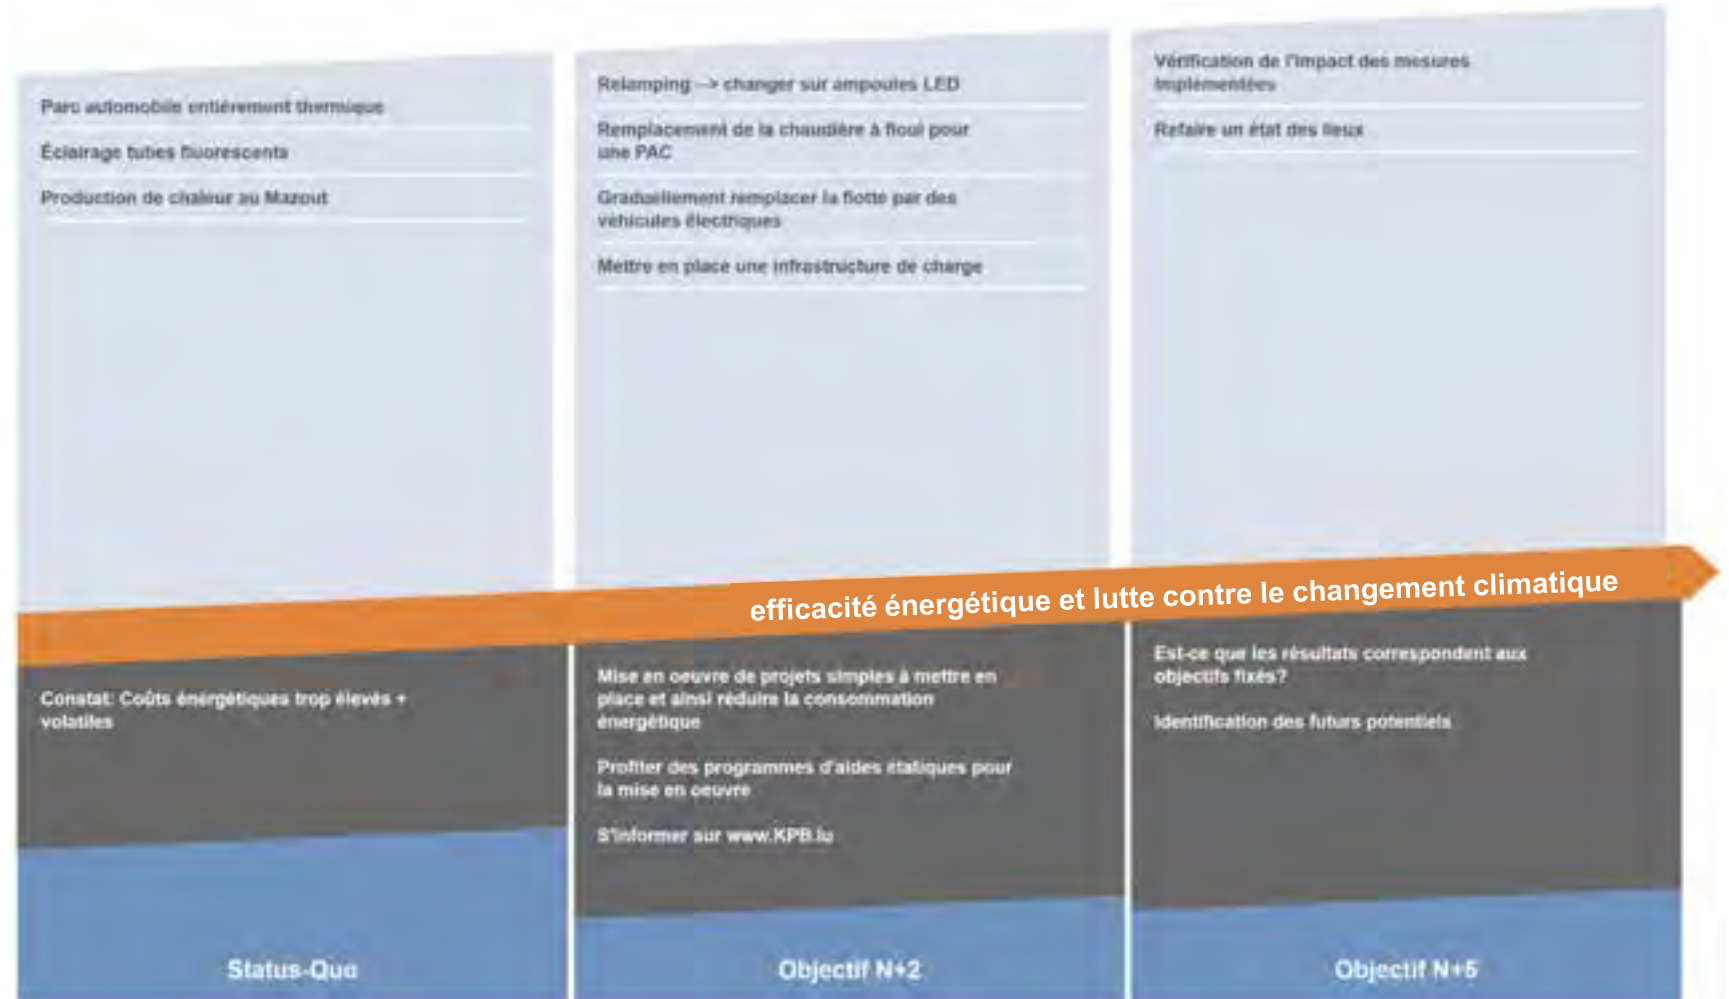 Parc automobile entièrement thermique
Éclairage tubes fluorescents
Production de chaleur au Mazout
Relamping --> changer sur ampoules LED
Remplacement de la chaudière à fioul pour
une PAC
Graduellement remplacer la flotte par des
véhicules électriques
Mettre en place une infrastructure de charge
Vérification de l'impact des mesures
implementées
Refaire un état des lieux
efficacité énergétique et lutte contre le changement climatique
Constat: Coûts énergétiques trop élevés +
volatiles
Mise en oeuvre de projets simples à mettre en
place et ainsi réduire la consommation
énergétique
Profiter des programmes d'aides étatiques pour
la mise en oeuvre
S'informer sur www.KPB.lu
Est-ce que les résultats correspondent aux
objectifs fixés?
Identification des futurs potentiels
Status-Quo
Objectif N+2
Objectif N+5